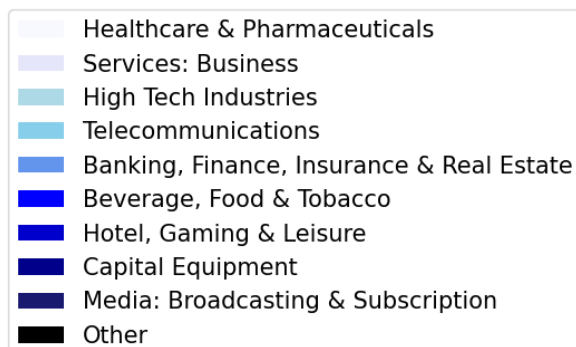 Healthcare & Pharmaceuticals
Services: Business
High Tech Industries
Telecommunications
Banking, Finance, Insurance & Real Estate
Beverage, Food & Tobacco
Hotel, Gaming & Leisure
Capital Equipment
Media: Broadcasting & Subscription
Other